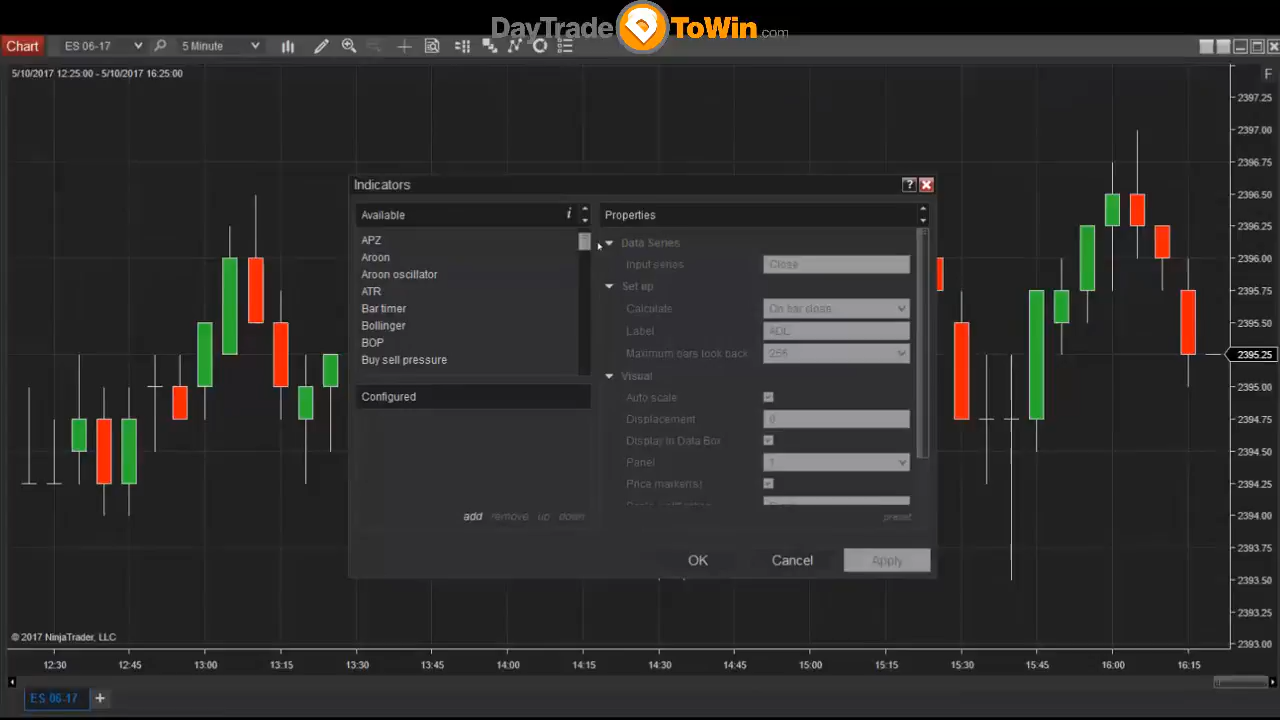 DayTradeToWin.com
Chart ES 06-17 5 Minute
5/10/2017 12:25:00 - 5/10/2017 16:25:00
F
Indicators ?
Available i
APZ
Aroon
Aroon oscillator
ATR
Bar timer
Bollinger
BOP
Buy sell pressure
Configured
add remove up down
Properties
Data Series
Input series Close
Set up
Calculate On bar close
Label ADL
Maximum bars look back 256
Visual
Auto scale
Displacement 0
Display in Data Box
Panel 1
Price marker(s)
preset
OK Cancel Apply
2397.25
2397.00
2396.75
2396.50
2396.25
2396.00
2395.75
2395.50
2395.25
2395.00
2394.75
2394.50
2394.25
2394.00
2393.75
2393.50
2393.25
2393.00
© 2017 NinjaTrader, LLC
12:30 12:45 13:00 13:15 13:30 13:45 14:00 14:15 14:30 14:45 15:00 15:15 15:30 15:45 16:00 16:15
ES 06-17 +